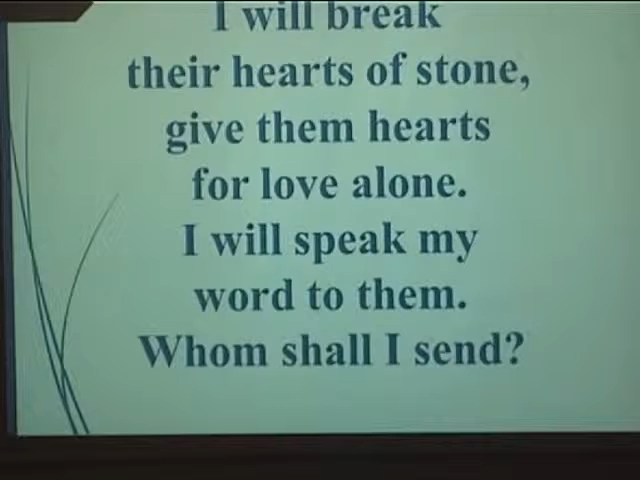 I will break
their hearts of stone,
give them hearts
for love alone.
I will speak my
word to them.
Whom shall I send?